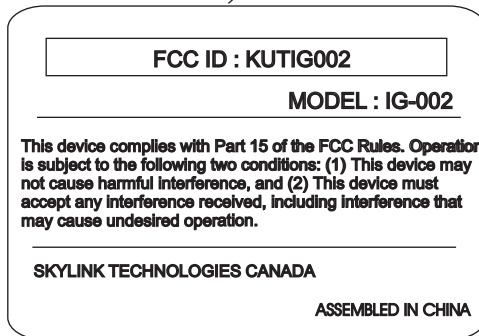 FCC ID : KUTIG002
MODEL : IG-002
This device complies with Part 15 of the FCC Rules. Operation
is subject to the following two conditions: (1) This device may
not cause harmful interference, and (2) This device must
accept any interference received, including interference that
may cause undesired operation.
SKYLINK TECHNOLOGIES CANADA
ASSEMBLED IN CHINA